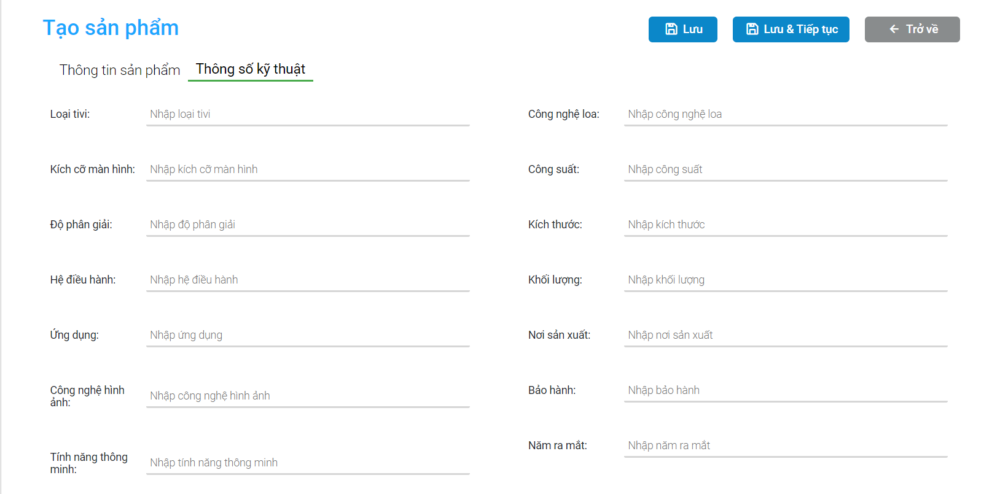 Tạo sản phẩm
Lưu
Lưu & Tiếp tục
Trở về
Thông tin sản phẩm
Thông số kỹ thuật
Loại tivi:
Nhập loại tivi
Kích cỡ màn hình:
Nhập kích cỡ màn hình
Độ phân giải:
Nhập độ phân giải
Hệ điều hành:
Nhập hệ điều hành
Ứng dụng:
Nhập ứng dụng
Công nghệ hình
ảnh:
Nhập công nghệ hình ảnh
Tính năng thông
minh:
Nhập tính năng thông minh
Công nghệ loa:
Nhập công nghệ loa
Công suất:
Nhập công suất
Kích thước:
Nhập kích thước
Khối lượng:
Nhập khối lượng
Nơi sản xuất:
Nhập nơi sản xuất
Bảo hành:
Nhập bảo hành
Năm ra mắt:
Nhập năm ra mắt